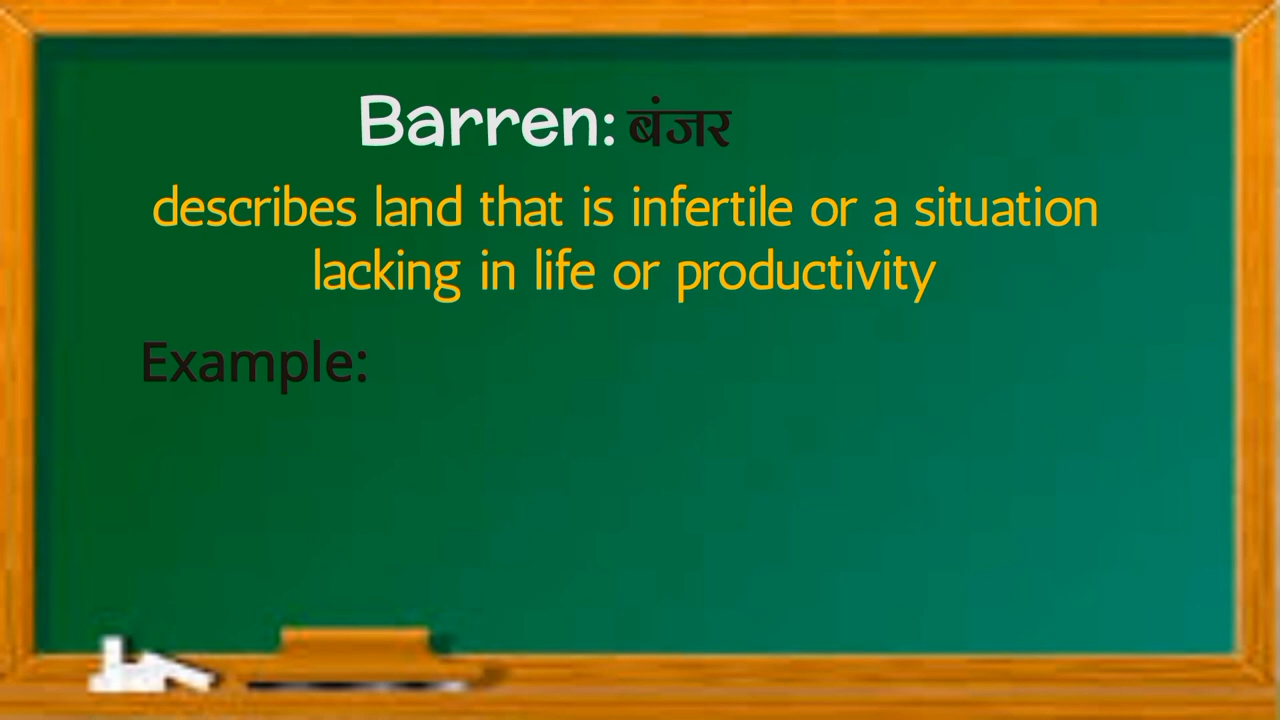 Barren: बंजर
describes land that is infertile or a situation
lacking in life or productivity
Example: